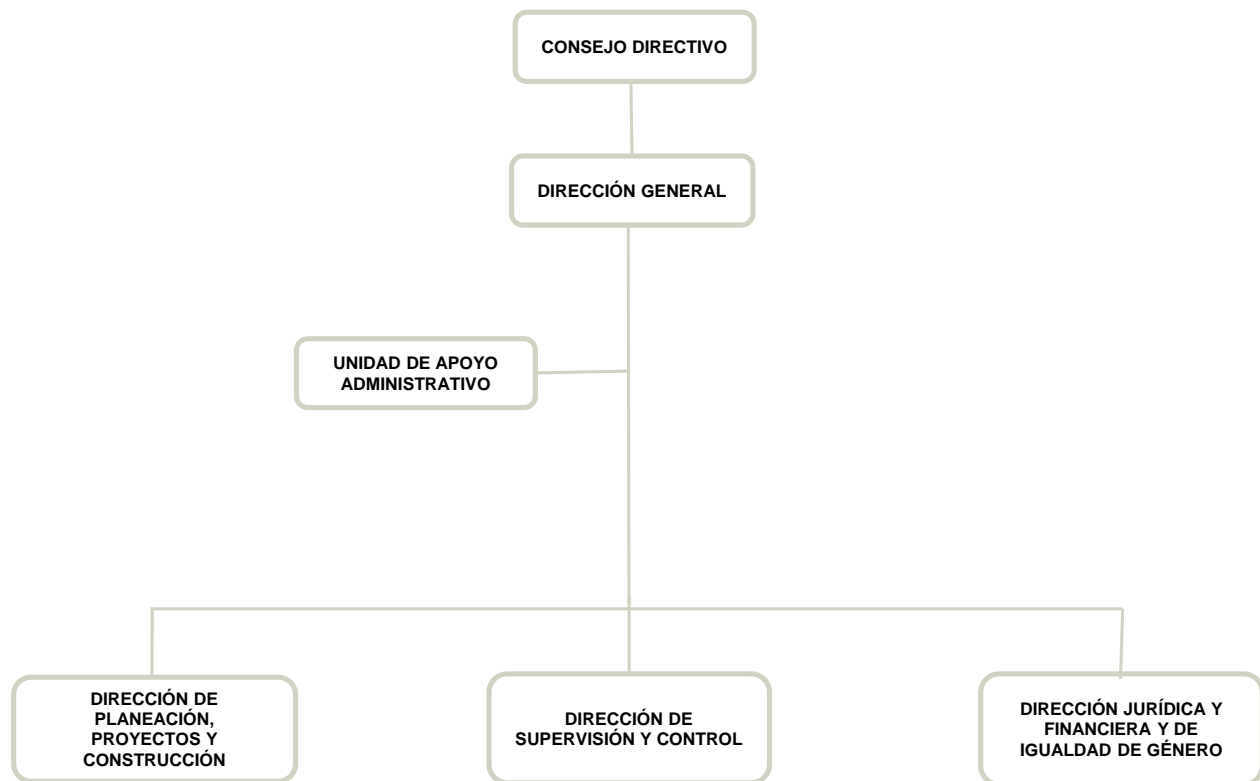 CONSEJO DIRECTIVO
DIRECCIÓN GENERAL
UNIDAD DE APOYO
ADMINISTRATIVO
DIRECCIÓN DE
PLANEACIÓN,
PROYECTOS Y
CONSTRUCCIÓN
DIRECCIÓN DE
SUPERVISIÓN Y CONTROL
DIRECCIÓN JURÍDICA Y
FINANCIERA Y DE
IGUALDAD DE GÉNERO